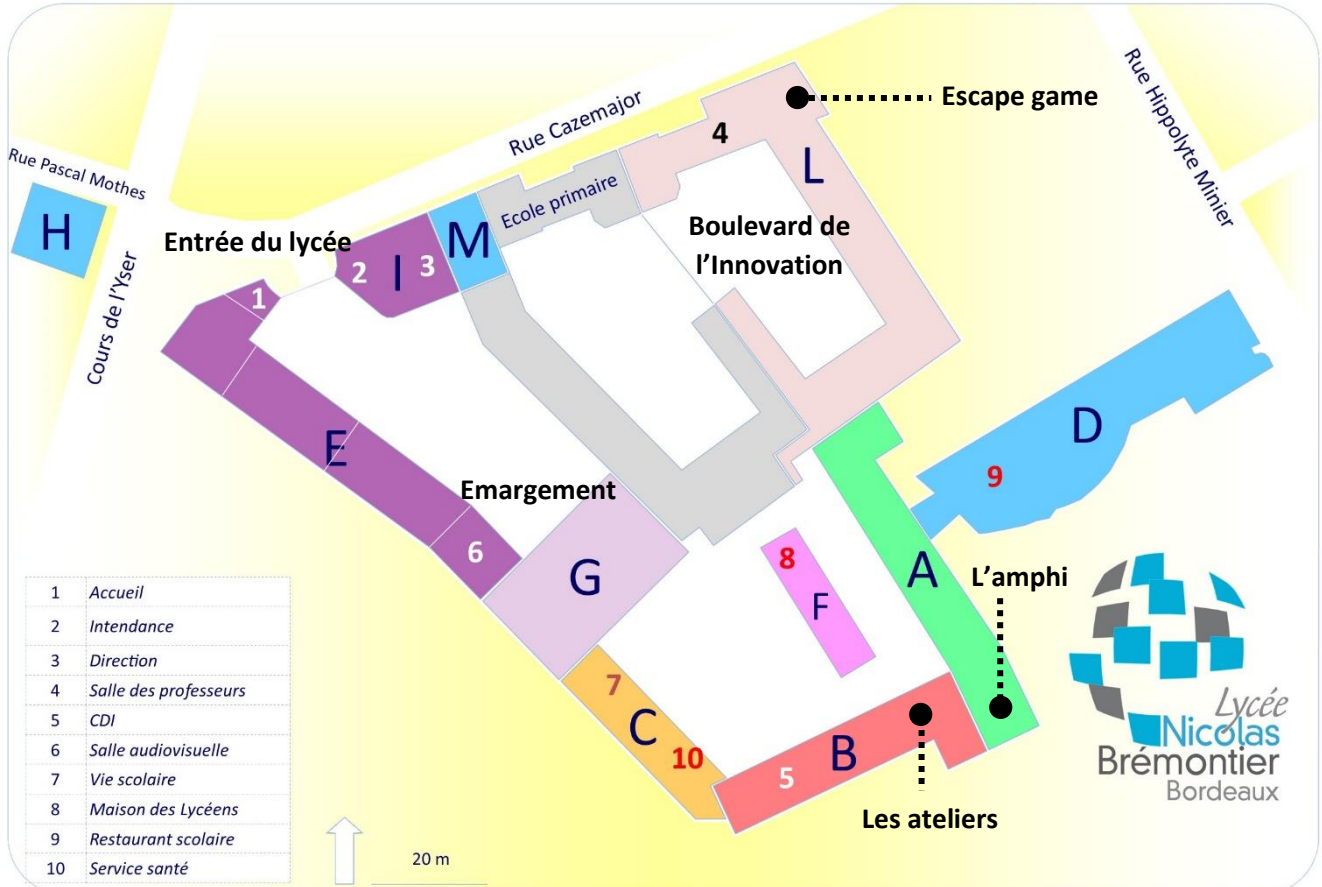 Rue Cazemajor
Escape game
Rue Hippolyte Minier
4
L
Rue Pascal Mothes
Ecole primaire
H
Entrée du lycée
M
Boulevard de
l'Innovation
2
I
3
1
Cours de l'Yser
E
D
Emargement
9
6
G
8
A
L'amphi
F
7
C
10
5
B
Les ateliers
1 Accueil
2 Intendance
3 Direction
4 Salle des professeurs
5 CDI
6 Salle audiovisuelle
7 Vie scolaire
8 Maison des Lycéens
9 Restaurant scolaire
10 Service santé
20 m
Lycée
Nicolas
Brémontier
Bordeaux